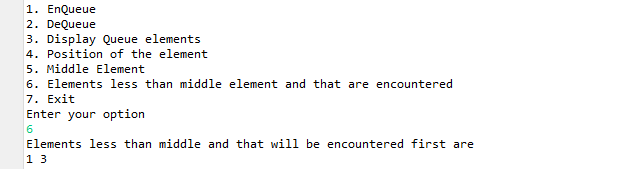 1. EnQueue
2. DeQueue
3. Display Queue elements
4. Position of the element
5. Middle Element
6. Elements less than middle element and that are encountered
7. Exit
Enter your option
6
Elements less than middle and that will be encountered first are
1 3